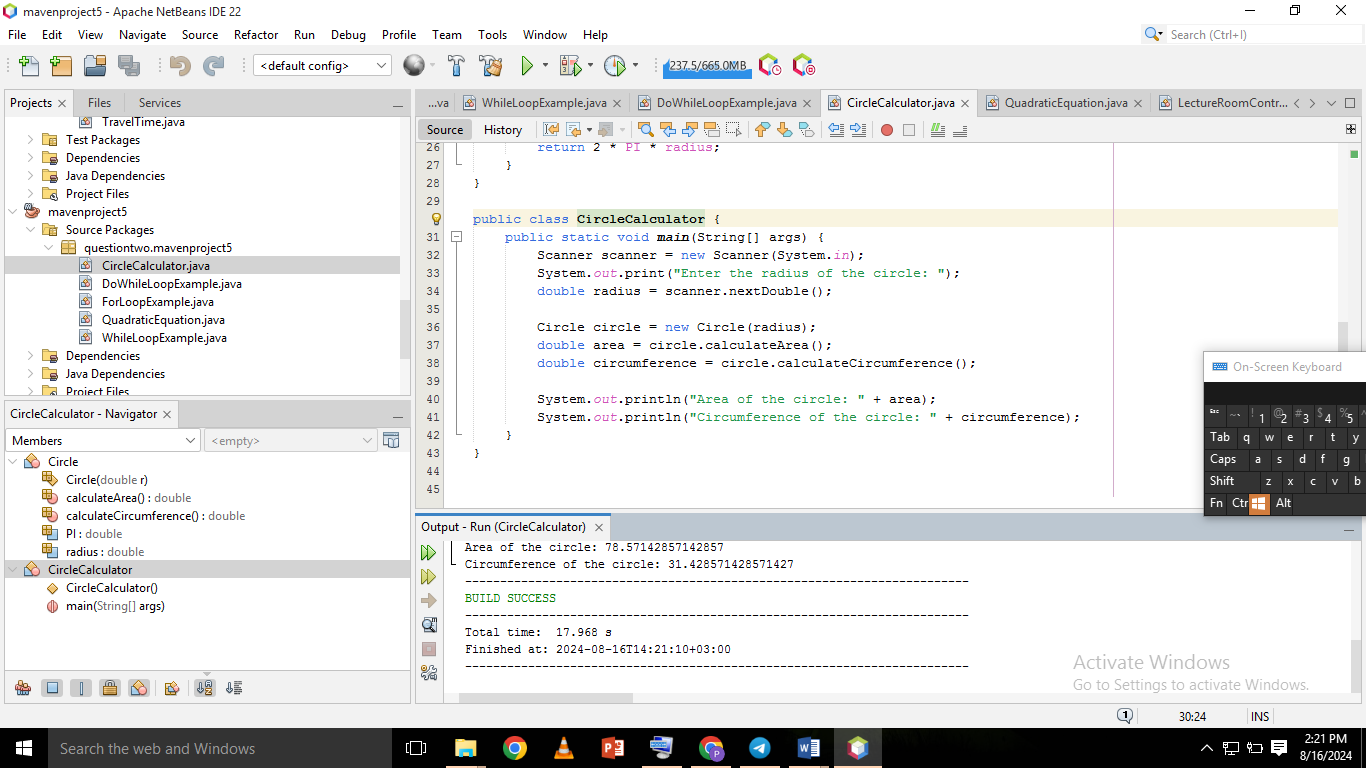 mavenproject5 - Apache NetBeans IDE 22
File Edit View Navigate Source Refactor Run Debug Profile Team Tools Window Help
Search (Ctrl+I)
<default config>
237.5/665.0MB
Projects Files Services
TravelTime.java
Test Packages
Dependencies
Java Dependencies
Project Files
mavenproject5
Source Packages
questiontwo.mavenproject5
CircleCalculator.java
DoWhileLoopExample.java
ForLoopExample.java
QuadraticEquation.java
WhileLoopExample.java
Dependencies
Java Dependencies
Project Files
CircleCalculator - Navigator
Members
<empty>
Circle
Circle(double r)
calculateArea() : double
calculateCircumference() : double
PI : double
radius : double
CircleCalculator
CircleCalculator()
main(String[] args)
...va WhileLoopExample.java DoWhileLoopExample.java CircleCalculator.java QuadraticEquation.java LectureRoomContr...
Source History
26 return 2 * PI * radius;
27 }
28 }
29
public class CircleCalculator {
31 public static void main(String[] args) {
32 Scanner scanner = new Scanner(System.in);
33 System.out.print("Enter the radius of the circle: ");
34 double radius = scanner.nextDouble();
35
36 Circle circle = new Circle(radius);
37 double area = circle.calculateArea();
38 double circumference = circle.calculateCircumference();
39
40 System.out.println("Area of the circle: " + area);
41 System.out.println("Circumference of the circle: " + circumference);
42 }
43 }
44
45
Output - Run (CircleCalculator)
Area of the circle: 78.57142857142857
Circumference of the circle: 31.428571428571427
------------------------------------------------------------------------
BUILD SUCCESS
------------------------------------------------------------------------
Total time:  17.968 s
Finished at: 2024-08-16T14:21:10+03:00
------------------------------------------------------------------------
On-Screen Keyboard
Esc ~ ` ! 1 @ 2 # 3 $ 4 % 5 ^
Tab q w e r t y
Caps a s d f g
Shift z x c v b
Fn Ctr Alt
Activate Windows
Go to Settings to activate Windows.
1
30:24 INS
Search the web and Windows
2:21 PM
8/16/2024